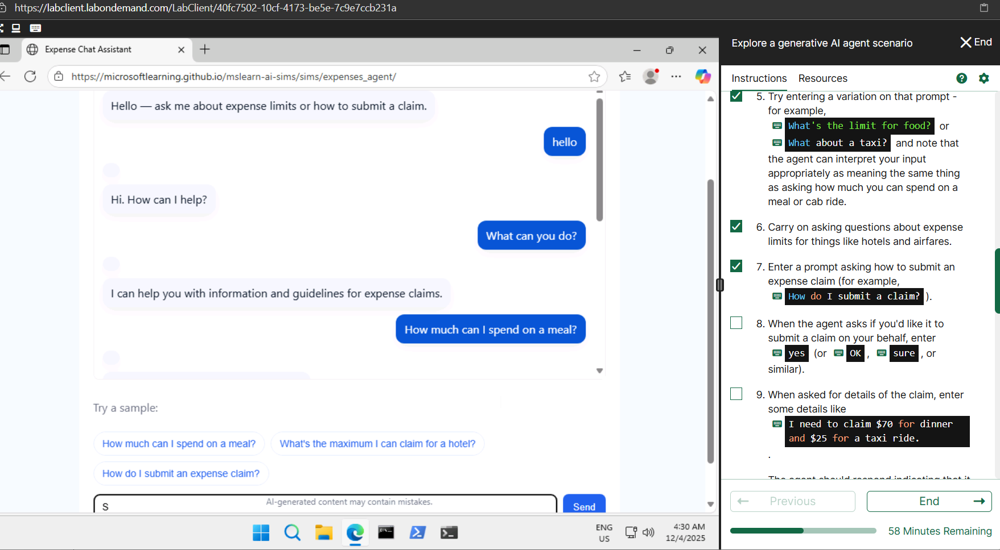 https://labclient.labondemand.com/LabClient/40fc7502-10cf-4173-be5e-7c9e7ccb231a
Expense Chat Assistant
https://microsoftlearning.github.io/mslearn-ai-sims/sims/expenses_agent/
Hello — ask me about expense limits or how to submit a claim.
hello
Hi. How can I help?
What can you do?
I can help you with information and guidelines for expense claims.
How much can I spend on a meal?
Try a sample:
How much can I spend on a meal?
What's the maximum I can claim for a hotel?
How do I submit an expense claim?
S
AI-generated content may contain mistakes.
Send
ENG
US
4:30 AM
12/4/2025
Explore a generative AI agent scenario
End
Instructions
Resources
5. Try entering a variation on that prompt -
for example,
What's the limit for food? or
What about a taxi? and note that
the agent can interpret your input
appropriately as meaning the same thing
as asking how much you can spend on a
meal or cab ride.
6. Carry on asking questions about expense
limits for things like hotels and airfares.
7. Enter a prompt asking how to submit an
expense claim (for example,
How do I submit a claim? ).
8. When the agent asks if you'd like it to
submit a claim on your behalf, enter
yes (or OK , sure , or
similar).
9. When asked for details of the claim, enter
some details like
I need to claim $70 for dinner
and $25 for a taxi ride.
.
The agent should respond indicating that it
Previous
End
58 Minutes Remaining